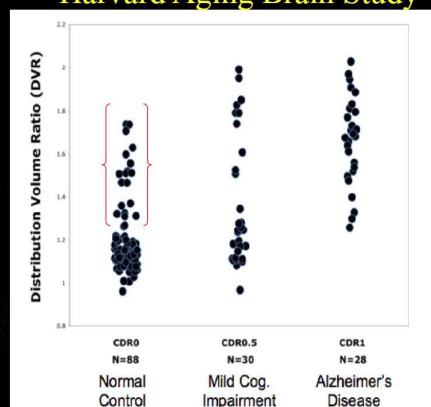 Harvard Aging Brain Study
Distribution Volume Ratio (DVR)
2.2
2
1.8
1.6
1.4
1.2
1
0.8
CDR0 CDR0.5 CDR1
N=88 N=30 N=28
Normal Mild Cog. Alzheimer's
Control Impairment Disease